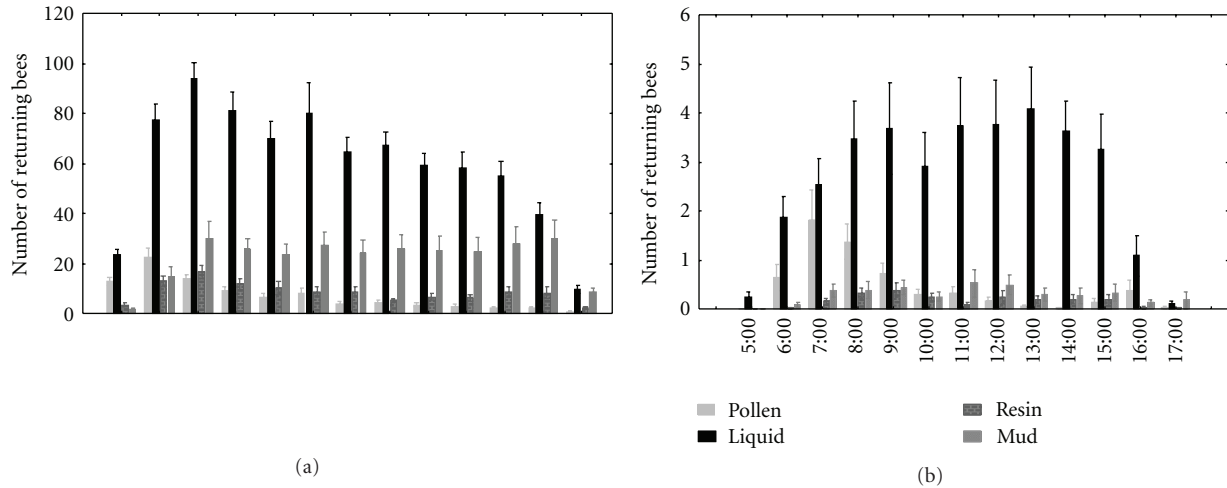 (a)
120
100
80
60
40
20
0
Number of returning bees
(b)
6
5
4
3
2
1
0
Number of returning bees
5:00
6:00
7:00
8:00
9:00
10:00
11:00
12:00
13:00
14:00
15:00
16:00
17:00
Pollen
Liquid
Resin
Mud
(a)
(b)